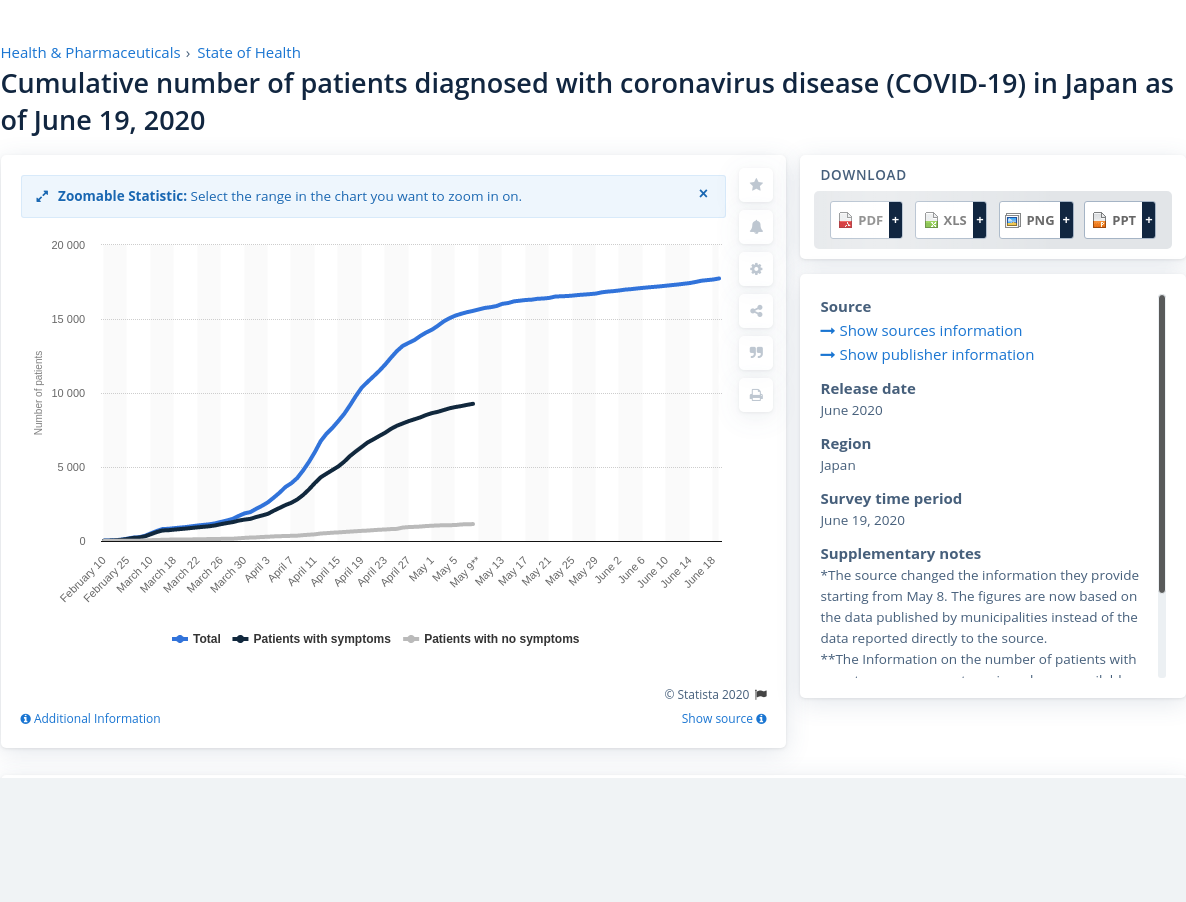 Health & Pharmaceuticals › State of Health
Cumulative number of patients diagnosed with coronavirus disease (COVID-19) in Japan as
of June 19, 2020
Zoomable Statistic: Select the range in the chart you want to zoom in on. ×
20 000
15 000
10 000
5 000
0
Number of patients
February 10
February 25
March 10
March 18
March 22
March 26
March 30
April 3
April 7
April 11
April 15
April 19
April 23
April 27
May 1
May 5
May 9**
May 13
May 17
May 21
May 25
May 29
June 2
June 6
June 10
June 14
June 18
Total Patients with symptoms Patients with no symptoms
© Statista 2020
Additional Information Show source
DOWNLOAD
PDF + XLS + PNG + PPT +
Source
Show sources information
Show publisher information
Release date
June 2020
Region
Japan
Survey time period
June 19, 2020
Supplementary notes
*The source changed the information they provide
starting from May 8. The figures are now based on
the data published by municipalities instead of the
data reported directly to the source.
**The Information on the number of patients with